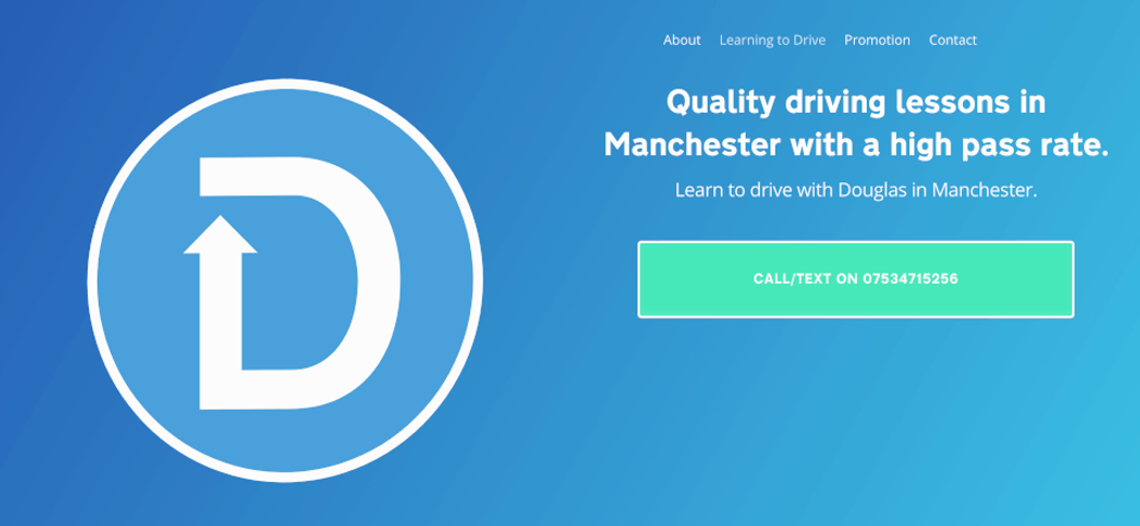 About Learning to Drive Promotion Contact
Quality driving lessons in
Manchester with a high pass rate.
Learn to drive with Douglas in Manchester.
CALL/TEXT ON 07534715256
D